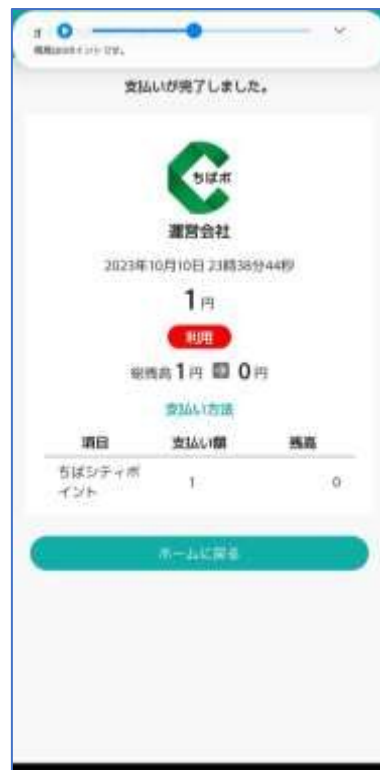 支払いが完了しました。
ちばポ
運営会社
2023年10月10日 23時38分44秒
1円
利用
総残高1円 → 0円
支払い方法
項目 支払い額 残高
ちばシティポ
イント 1 0
ホームに戻る